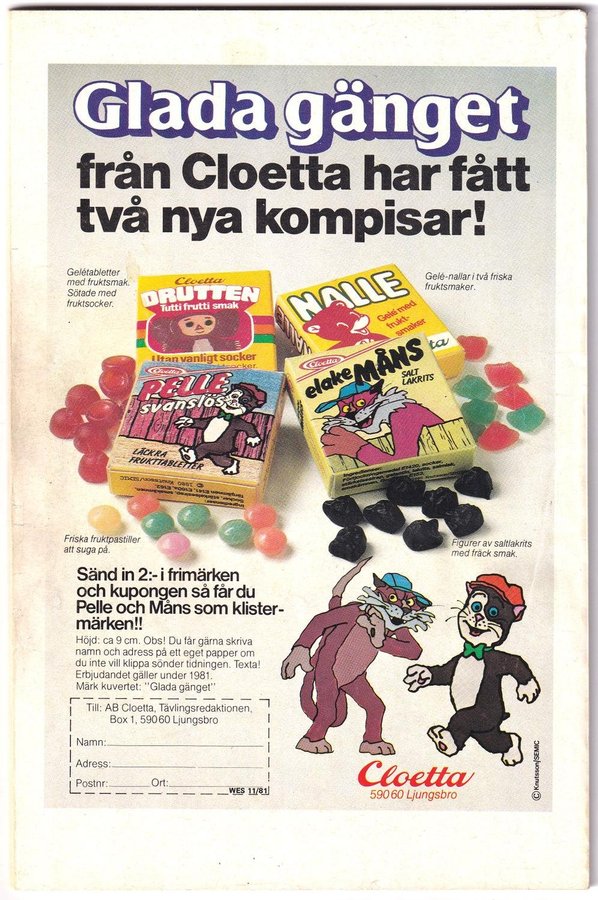 Glada gänget
från Cloetta har fått
två nya kompisar!
Gelétabletter
med fruktsmak.
Sötade med
fruktsocker.
Cloetta
DRUTTEN
Tutti frutti smak
Utan vanligt socker
NALLE
Gelé med
frukt-
smaker
Gelé-nallar i två friska
fruktsmaker.
Cloetta
PELLE
svanslös
LÄCKRA
FRUKTTABLETTER
Cloetta
elake MÅNS
SALT
LAKRITS
Friska fruktpastiller
att suga på.
Figurer av saltlakrits
med fräck smak.
Sänd in 2:- i frimärken
och kupongen så får du
Pelle och Måns som klister-
märken!!
Höjd: ca 9 cm. Obs! Du får gärna skriva
namn och adress på ett eget papper om
du inte vill klippa sönder tidningen. Texta!
Erbjudandet gäller under 1981.
Märk kuvertet: "Glada gänget"
Till: AB Cloetta, Tävlingsredaktionen,
Box 1, 590 60 Ljungsbro
Namn:
Adress:
Postnr: Ort:
WES 11/81
Cloetta
590 60 Ljungsbro
© Knutsson/SEMIC